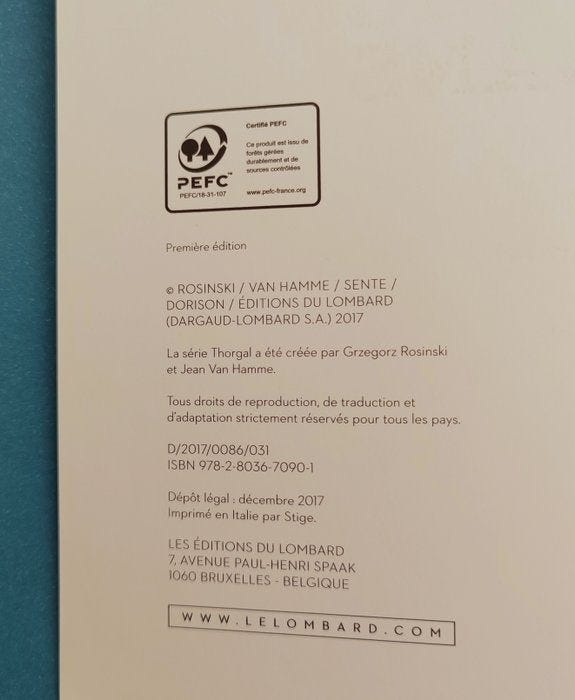 Certifié PEFC
Ce produit est issu de
forêts gérées
durablement et de
sources contrôlées
www.pefc-france.org
PEFC™
PEFC/18-31-107
Première édition
© ROSINSKI / VAN HAMME / SENTE /
DORISON / ÉDITIONS DU LOMBARD
(DARGAUD-LOMBARD S.A.) 2017
La série Thorgal a été créée par Grzegorz Rosinski
et Jean Van Hamme.
Tous droits de reproduction, de traduction et
d'adaptation strictement réservés pour tous les pays.
D/2017/0086/031
ISBN 978-2-8036-7090-1
Dépôt légal : décembre 2017
Imprimé en Italie par Stige.
LES ÉDITIONS DU LOMBARD
7, AVENUE PAUL-HENRI SPAAK
1060 BRUXELLES - BELGIQUE
WWW.LELOMBARD.COM